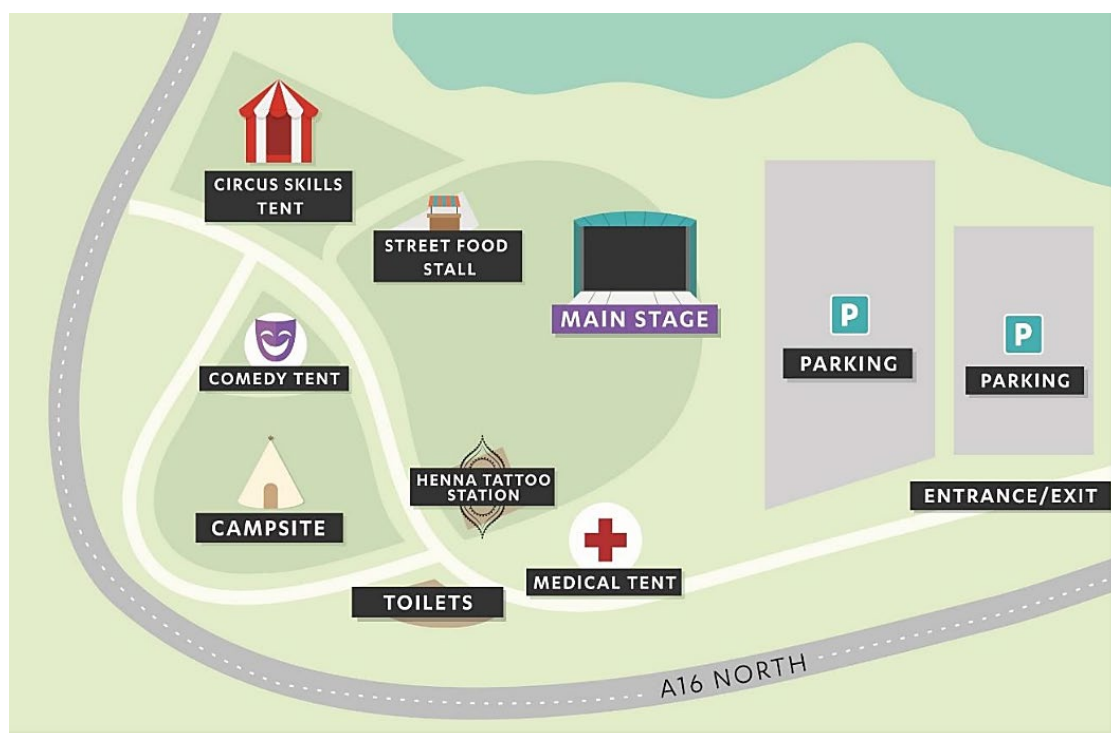 CIRCUS SKILLS
TENT
STREET FOOD
STALL
MAIN STAGE
P
PARKING
P
PARKING
COMEDY TENT
HENNA TATTOO
STATION
ENTRANCE/EXIT
CAMPSITE
MEDICAL TENT
TOILETS
A16 NORTH